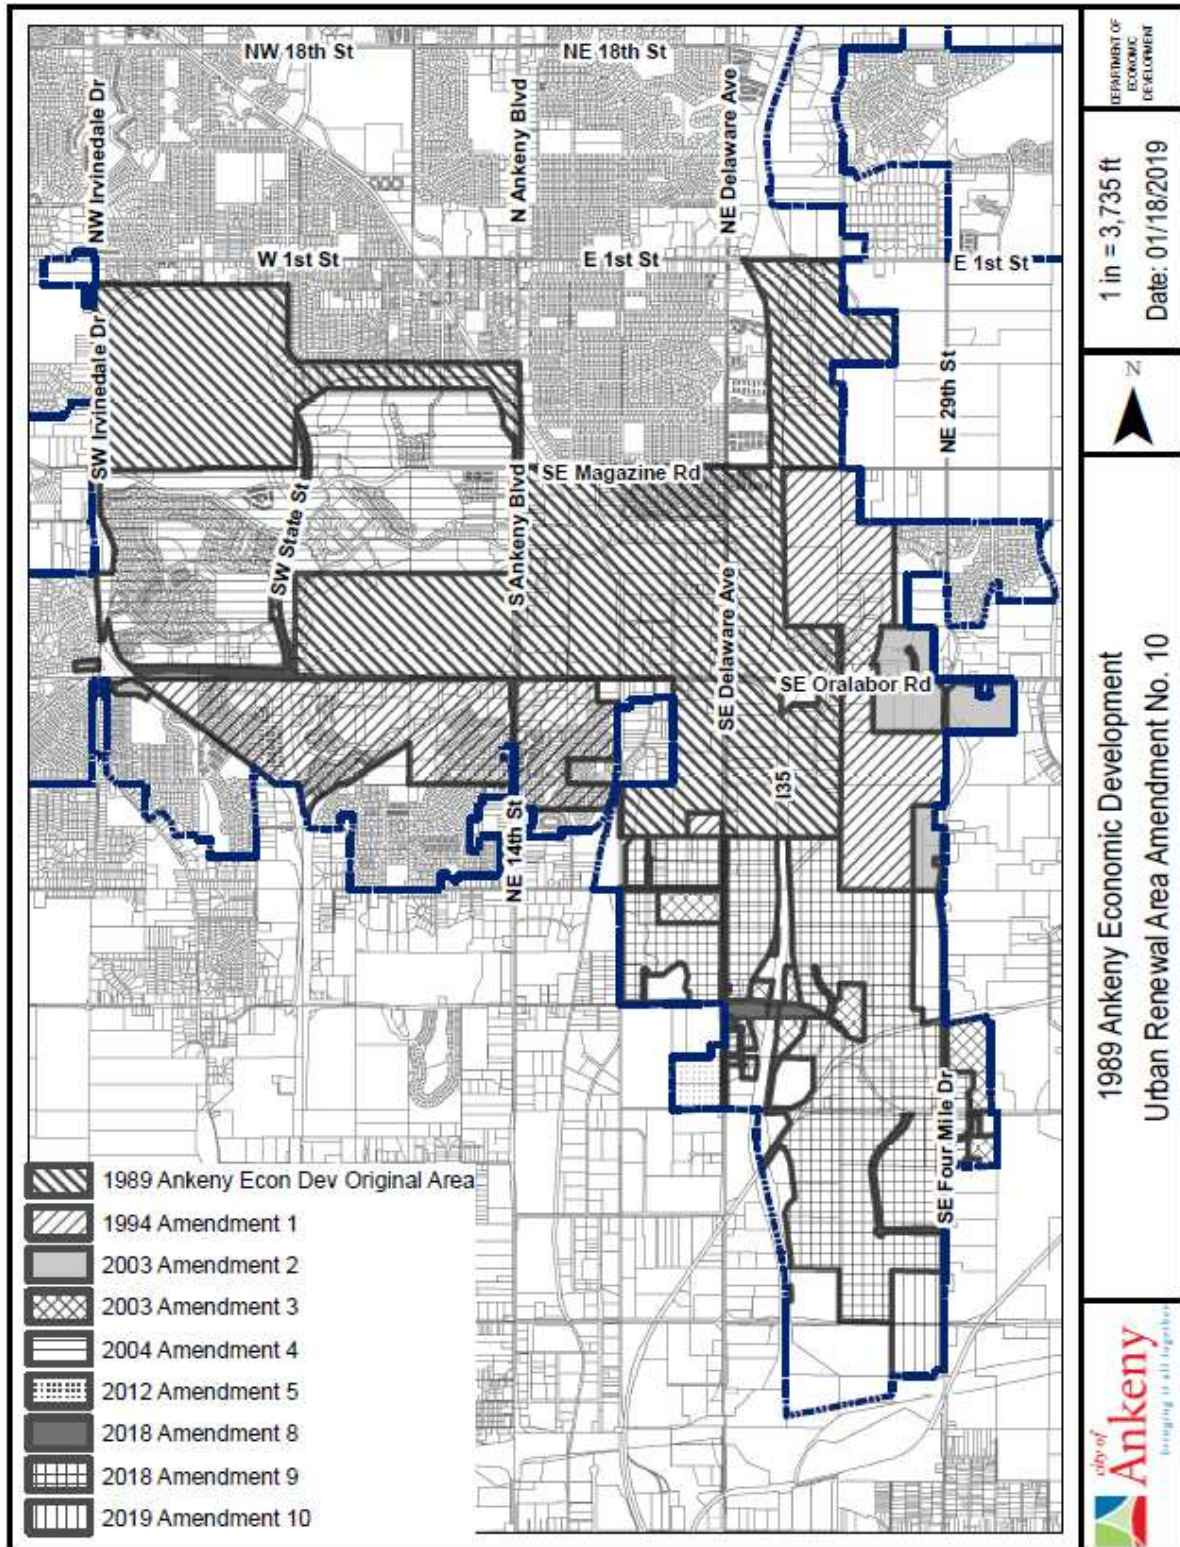 NW 18th St
NE 18th St
NW Irvinedale Dr
N Ankeny Blvd
NE Delaware Ave
W 1st St
E 1st St
E 1st St
SW Irvinedale Dr
NE 29th St
SE Magazine Rd
SW State St
S Ankeny Blvd
SE Delaware Ave
SE Oralabor Rd
I35
NE 14th St
SE Four Mile Dr
1989 Ankeny Econ Dev Original Area
1994 Amendment 1
2003 Amendment 2
2003 Amendment 3
2004 Amendment 4
2012 Amendment 5
2018 Amendment 8
2018 Amendment 9
2019 Amendment 10
city of
Ankeny
bringing it all together
1989 Ankeny Economic Development
Urban Renewal Area Amendment No. 10
N
1 in = 3,735 ft
Date: 01/18/2019
DEPARTMENT OF
ECONOMIC
DEVELOPMENT